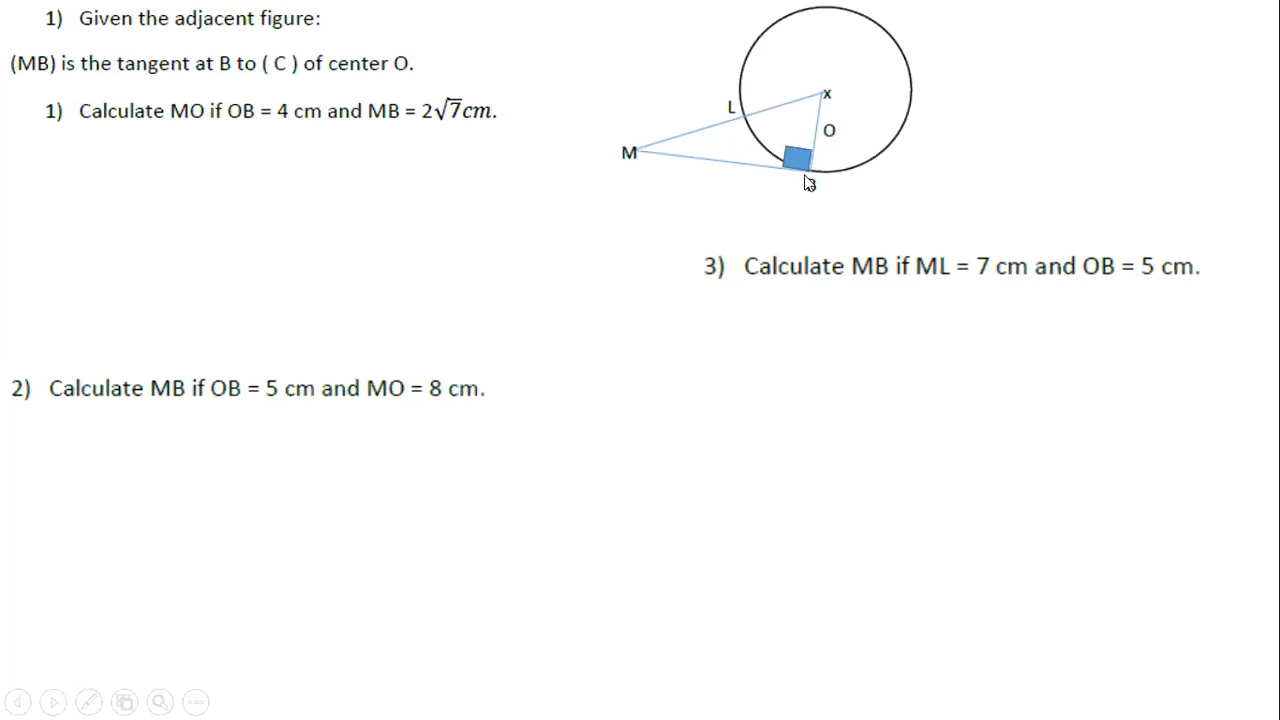 1) Given the adjacent figure:
(MB) is the tangent at B to ( C ) of center O.
1) Calculate MO if OB = 4 cm and MB = 2√7cm.
L
x
O
M
3) Calculate MB if ML = 7 cm and OB = 5 cm.
2) Calculate MB if OB = 5 cm and MO = 8 cm.